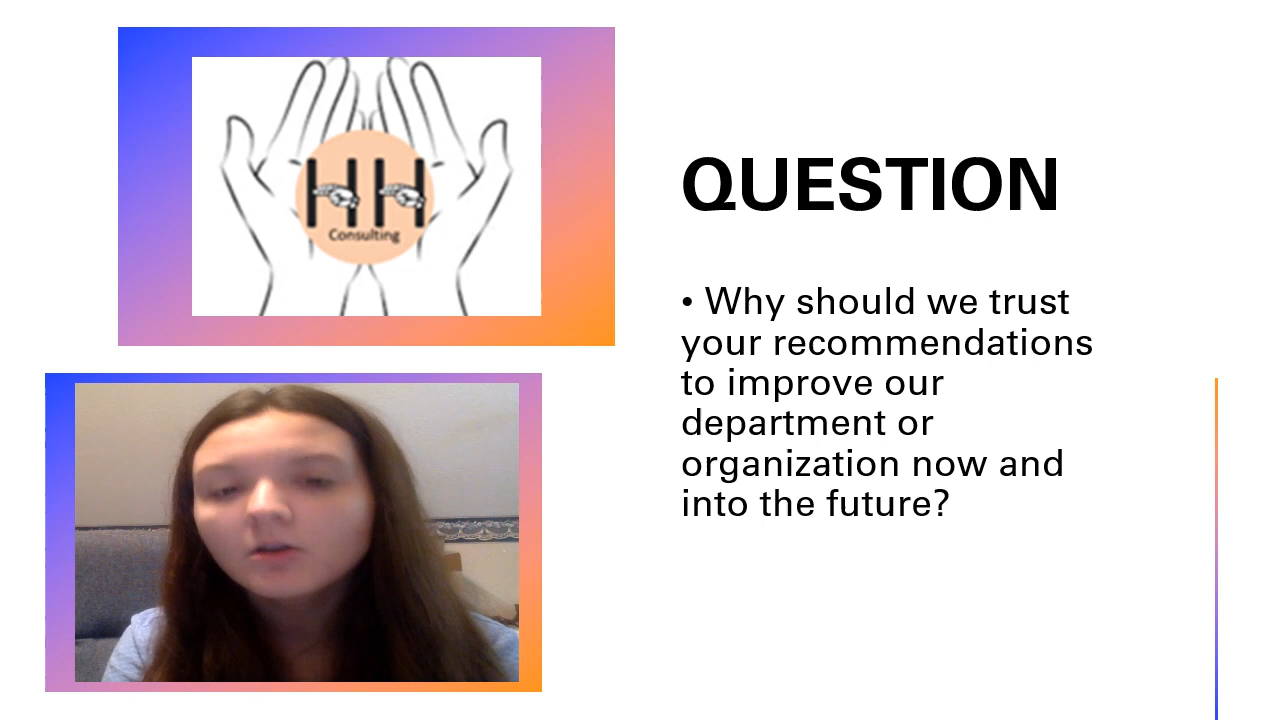 HH
Consulting
QUESTION
• Why should we trust
your recommendations
to improve our
department or
organization now and
into the future?